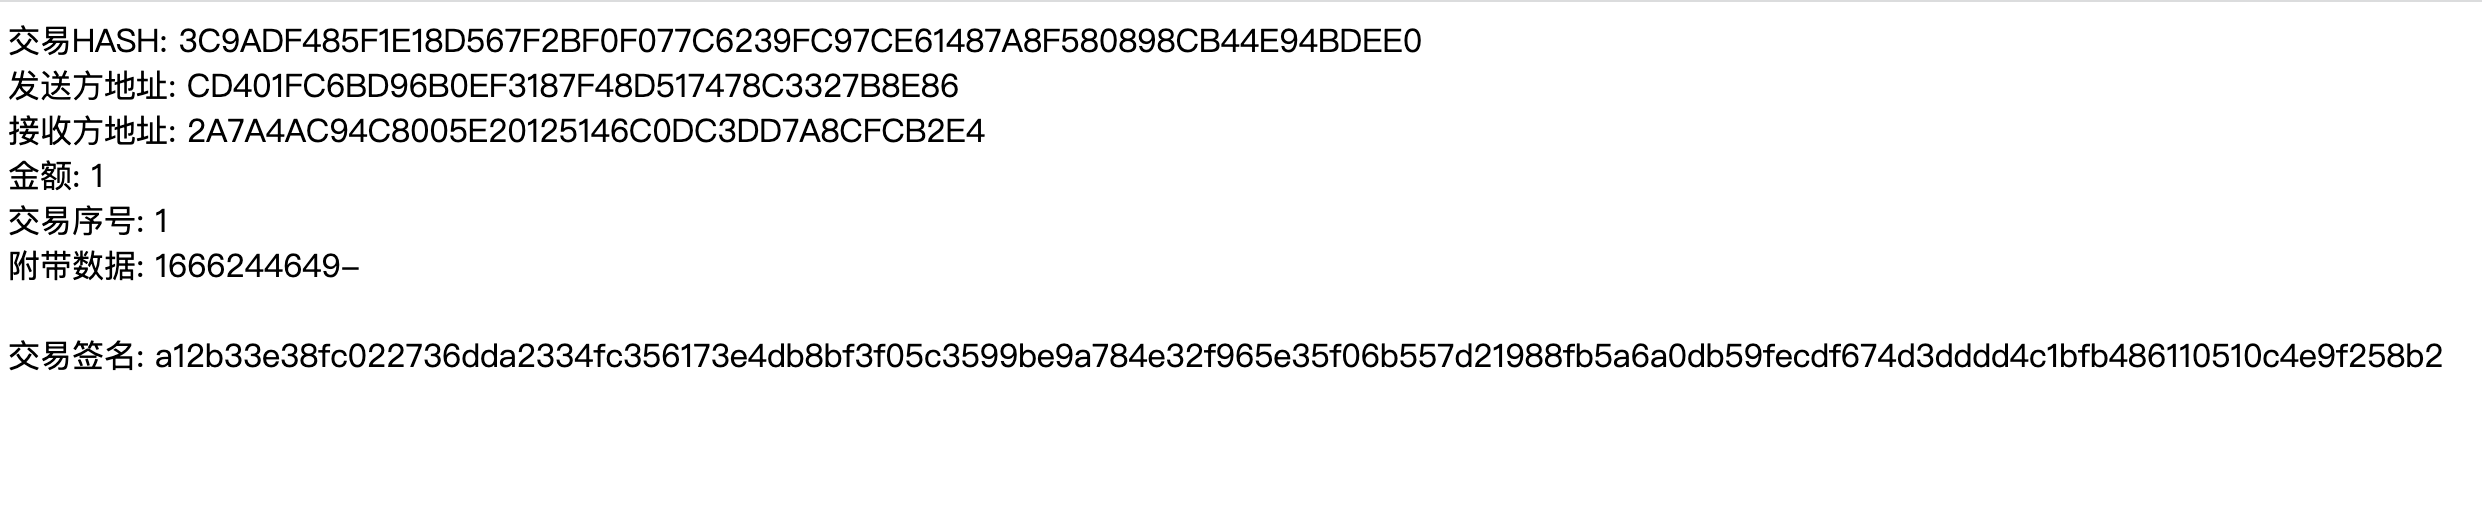 交易HASH: 3C9ADF485F1E18D567F2BF0F077C6239FC97CE61487A8F580898CB44E94BDEE0
发送方地址: CD401FC6BD96B0EF3187F48D517478C3327B8E86
接收方地址: 2A7A4AC94C8005E20125146C0DC3DD7A8CFCB2E4
金额: 1
交易序号: 1
附带数据: 1666244649–
交易签名: a12b33e38fc022736dda2334fc356173e4db8bf3f05c3599be9a784e32f965e35f06b557d21988fb5a6a0db59fecdf674d3dddd4c1bfb486110510c4e9f258b2